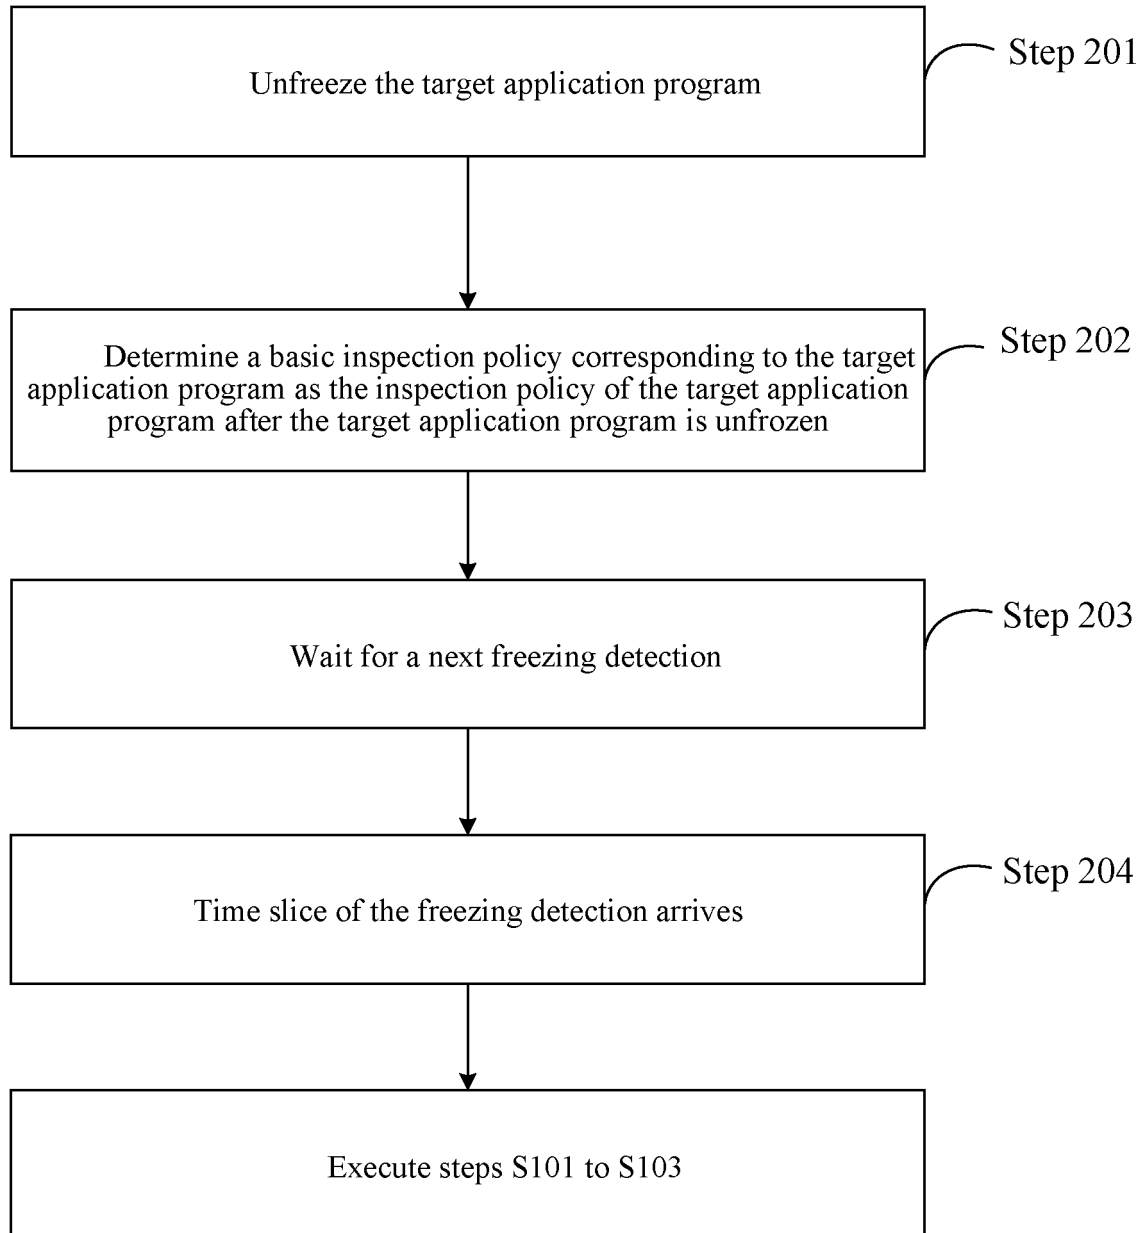 Unfreeze the target application program
Step 201
Determine a basic inspection policy corresponding to the target
application program as the inspection policy of the target application
program after the target application program is unfrozen
Step 202
Wait for a next freezing detection
Step 203
Time slice of the freezing detection arrives
Step 204
Execute steps S101 to S103